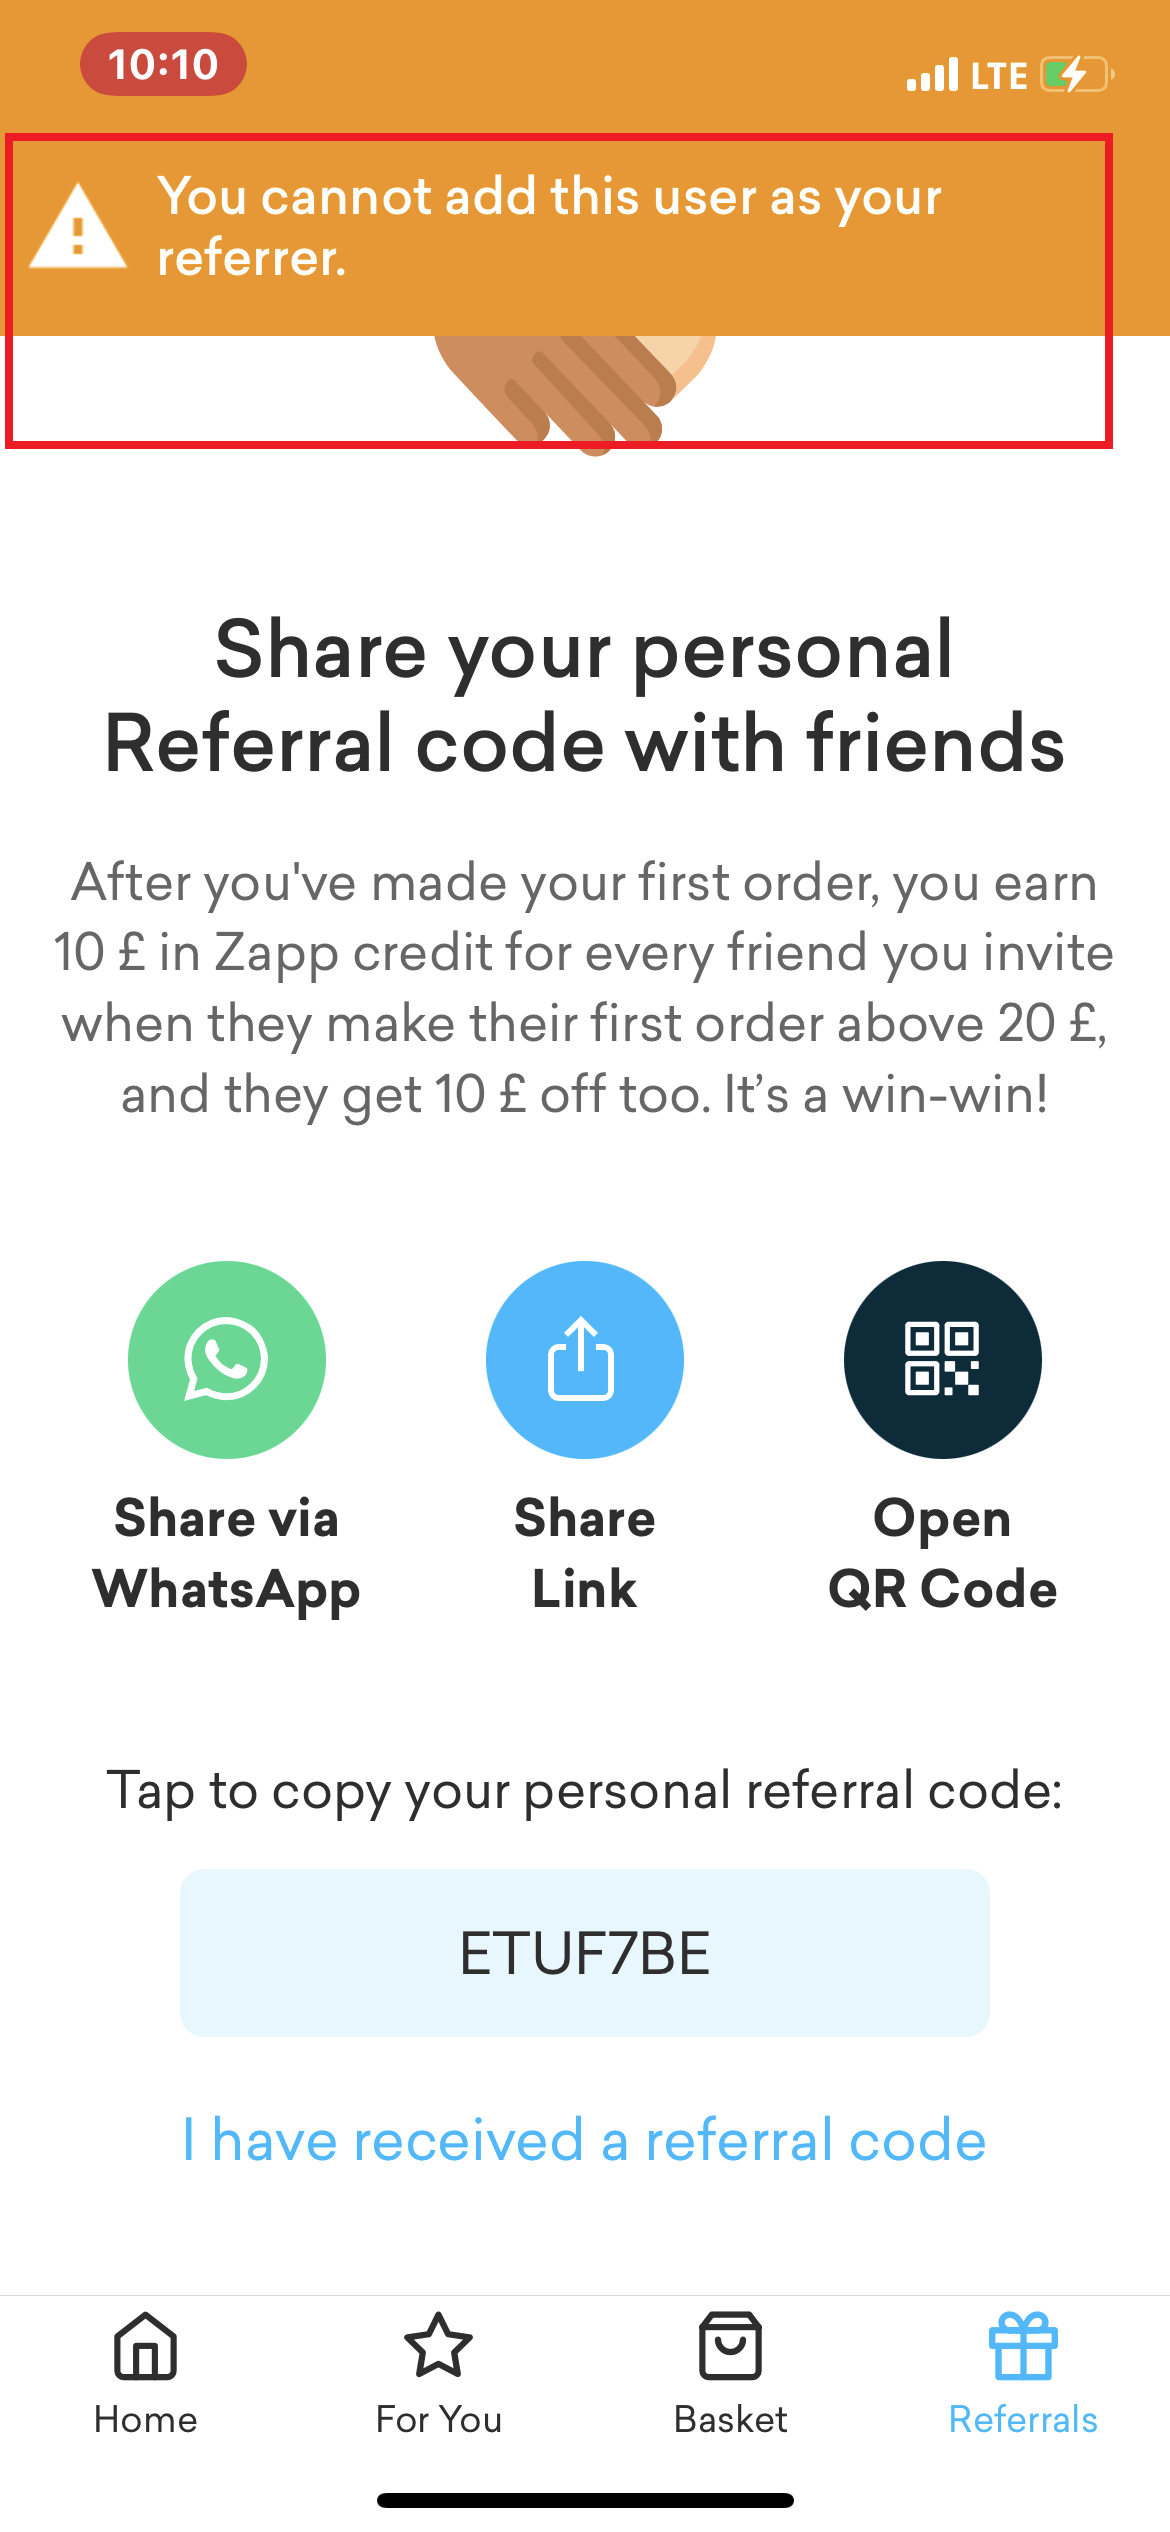 10:10
LTE
You cannot add this user as your
referrer.
Share your personal
Referral code with friends
After you've made your first order, you earn
10 £ in Zapp credit for every friend you invite
when they make their first order above 20 £,
and they get 10 £ off too. It’s a win-win!
Share via
WhatsApp
Share
Link
Open
QR Code
Tap to copy your personal referral code:
ETUF7BE
I have received a referral code
Home
For You
Basket
Referrals